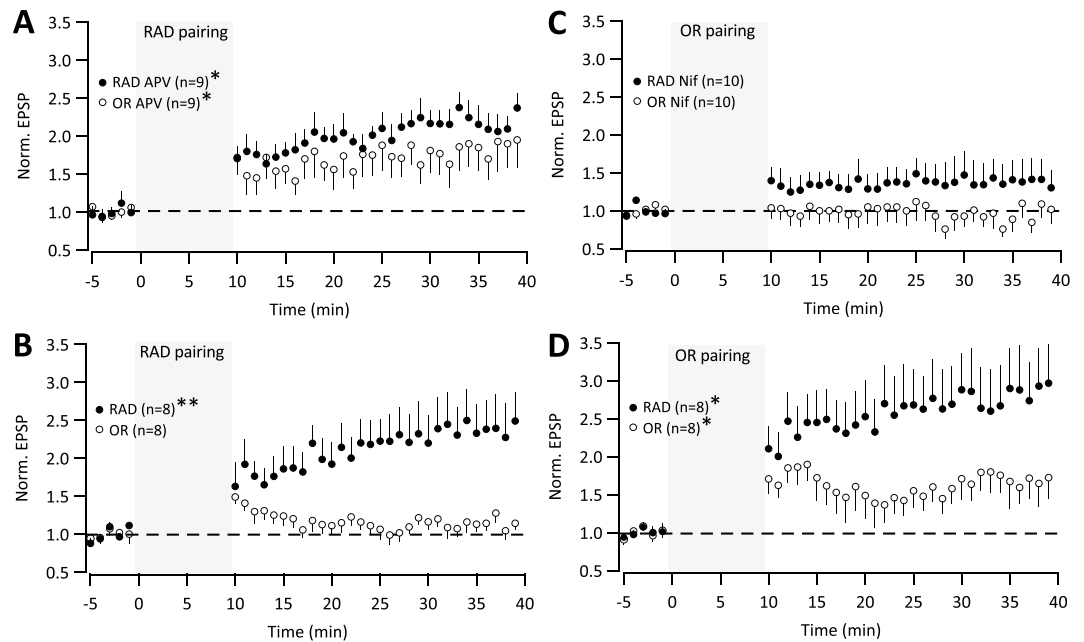 A
RAD pairing
RAD APV (n=9)*
OR APV (n=9)*
Norm. EPSP
3.5
3.0
2.5
2.0
1.5
1.0
0.5
-5 0 5 10 15 20 25 30 35 40
Time (min)
C
OR pairing
RAD Nif (n=10)
OR Nif (n=10)
Norm. EPSP
3.5
3.0
2.5
2.0
1.5
1.0
0.5
-5 0 5 10 15 20 25 30 35 40
Time (min)
B
RAD pairing
RAD (n=8)**
OR (n=8)
Norm. EPSP
3.5
3.0
2.5
2.0
1.5
1.0
0.5
-5 0 5 10 15 20 25 30 35 40
Time (min)
D
OR pairing
RAD (n=8)*
OR (n=8)*
Norm. EPSP
3.5
3.0
2.5
2.0
1.5
1.0
0.5
-5 0 5 10 15 20 25 30 35 40
Time (min)